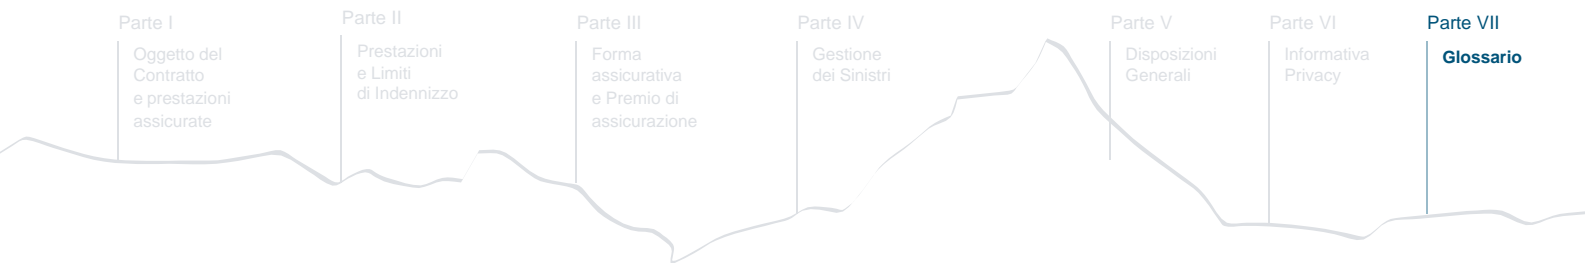 Parte I
Oggetto del
Contratto
e prestazioni
assicurate
Parte II
Prestazioni
e Limiti
di Indennizzo
Parte III
Forma
assicurativa
e Premio di
assicurazione
Parte IV
Gestione
dei Sinistri
Parte V
Disposizioni
Generali
Parte VI
Informativa
Privacy
Parte VII
Glossario